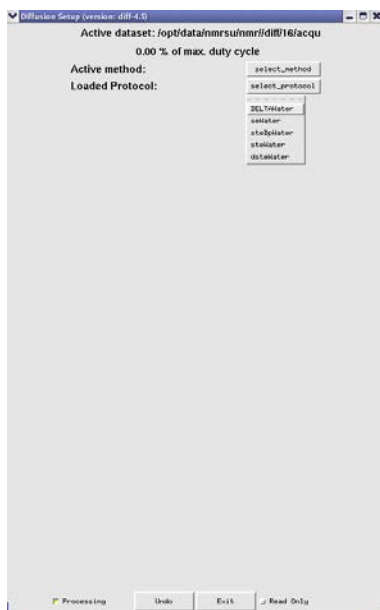 Diffusion Setup (version: diff-4.5)
Active dataset: /opt/data/nmrsu/nmr//diff/16/acqu
0.00 % of max. duty cycle
Active method: select_method
Loaded Protocol: select_protocol
DELTAWater
seWater
steBpWater
steWater
dsteWater
Processing Undo Exit Read Only